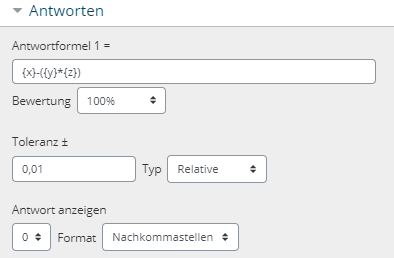 Antworten
Antwortformel 1 =
{x}-({y}*{z})
Bewertung 100%
Toleranz ±
0,01 Typ Relative
Antwort anzeigen
0 Format Nachkommastellen